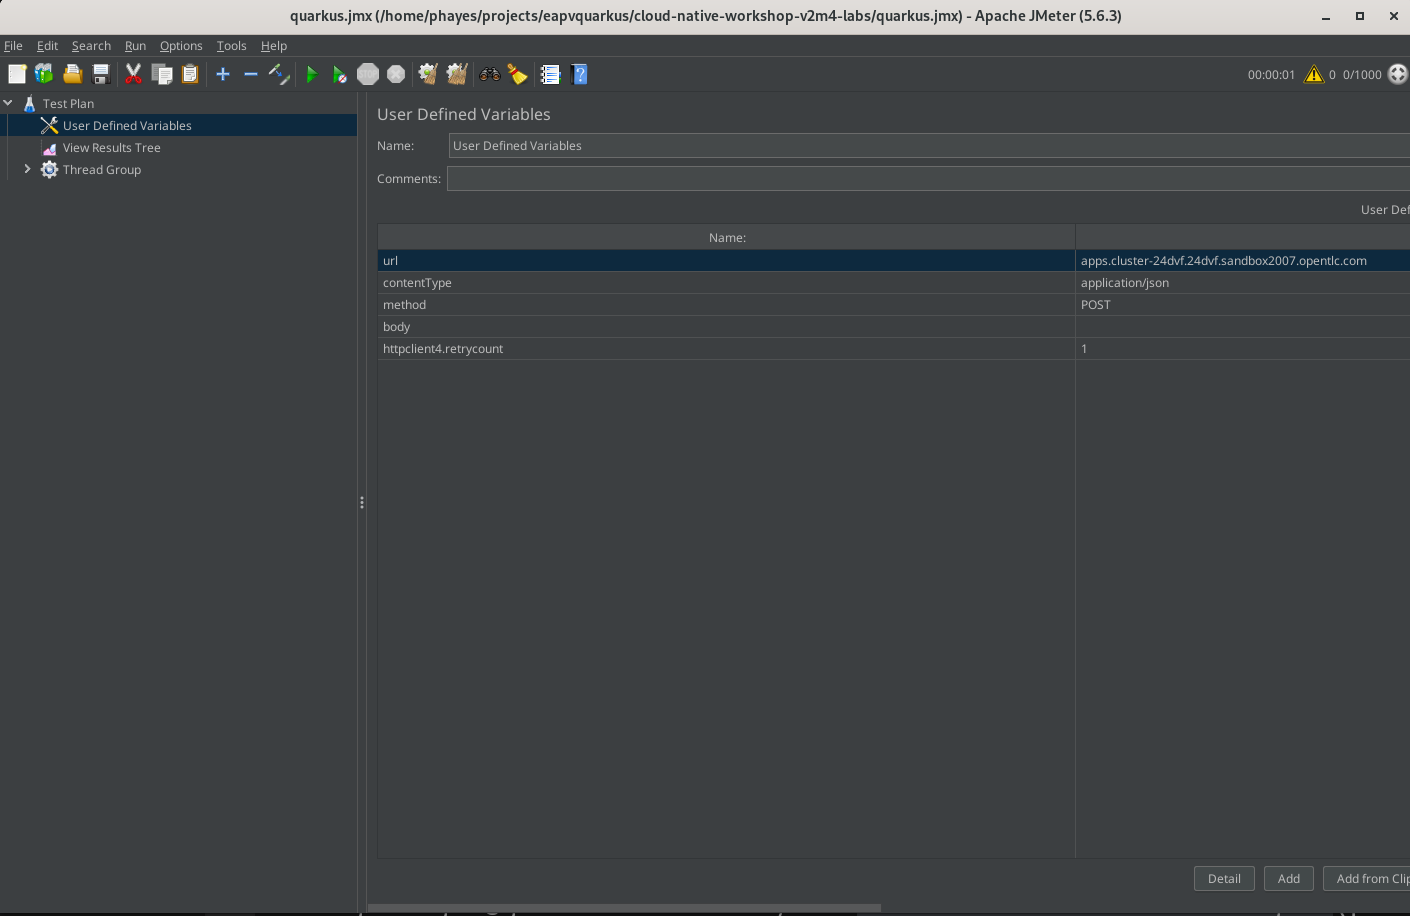 quarkus.jmx (/home/phayes/projects/eapvquarkus/cloud-native-workshop-v2m4-labs/quarkus.jmx) - Apache JMeter (5.6.3)
File Edit Search Run Options Tools Help
STOP 00:00:01 0 0/1000
Test Plan
User Defined Variables
View Results Tree
Thread Group
User Defined Variables
Name: User Defined Variables
Comments:
User Def
Name:
url apps.cluster-24dvf.24dvf.sandbox2007.opentlc.com
contentType application/json
method POST
body
httpclient4.retrycount 1
Detail Add Add from Clip